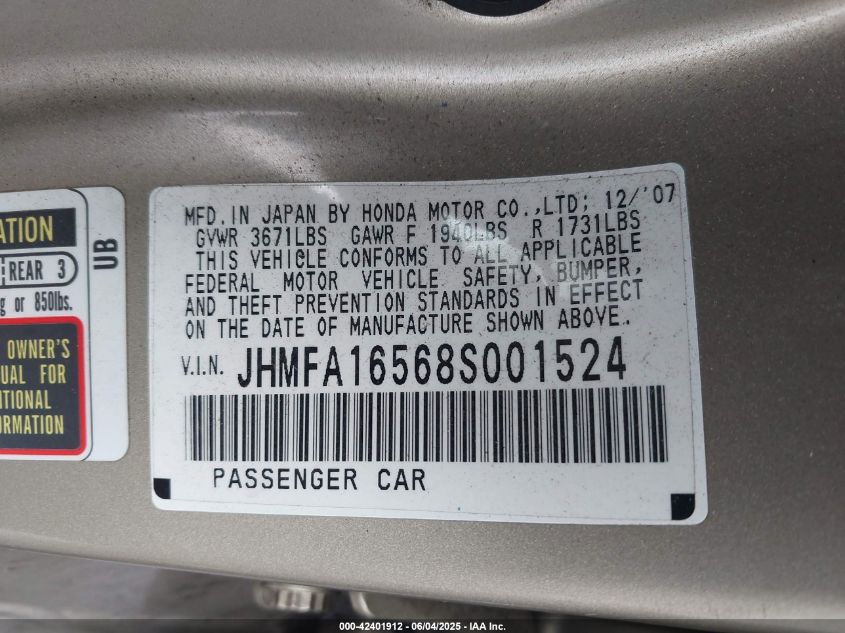 ATION
REAR 3
g or 850lbs.
OWNER'S
UAL FOR
ITIONAL
ORMATION
UB
MFD. IN JAPAN BY HONDA MOTOR CO.,LTD; 12/'07
GVWR 3671LBS GAWR F 1940LBS R 1731LBS
THIS VEHICLE CONFORMS TO ALL APPLICABLE
FEDERAL MOTOR VEHICLE SAFETY, BUMPER,
AND THEFT PREVENTION STANDARDS IN EFFECT
ON THE DATE OF MANUFACTURE SHOWN ABOVE.
V.I.N. JHMFA16568S001524
PASSENGER CAR
000-42401912 - 06/04/2025 - IAA Inc.